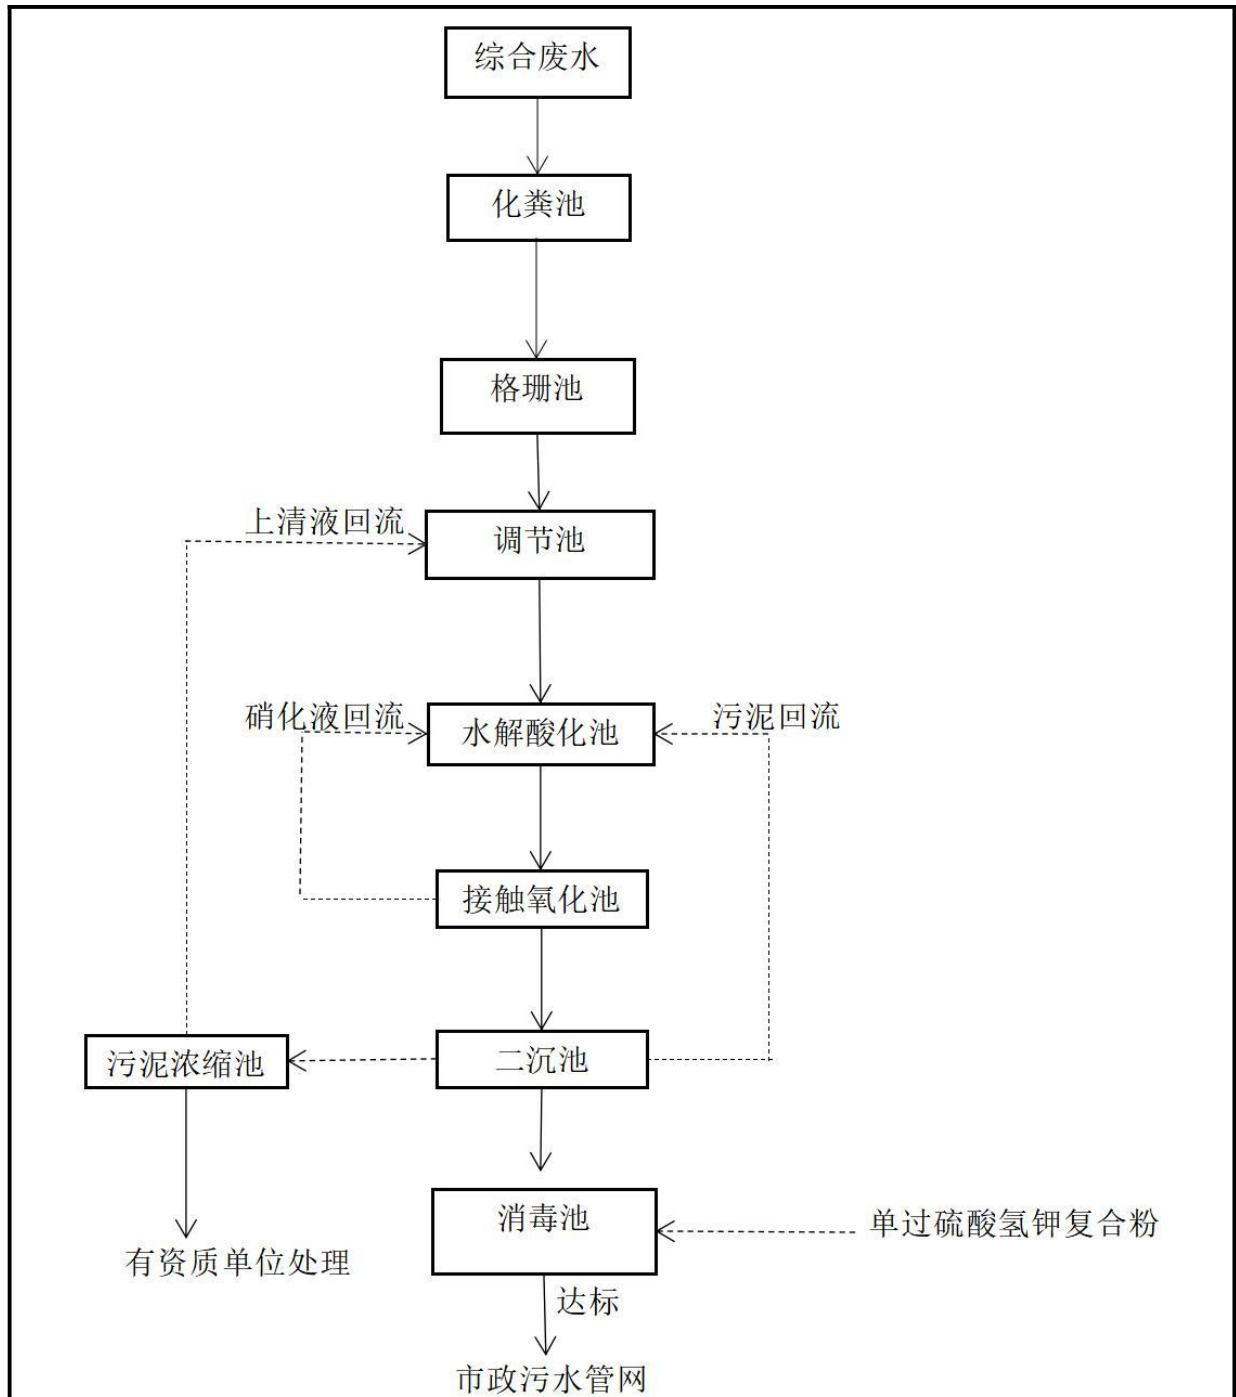 综合废水
化粪池
格珊池
上清液回流
调节池
硝化液回流
水解酸化池
污泥回流
接触氧化池
污泥浓缩池
二沉池
消毒池
单过硫酸氢钾复合粉
有资质单位处理
达标
市政污水管网